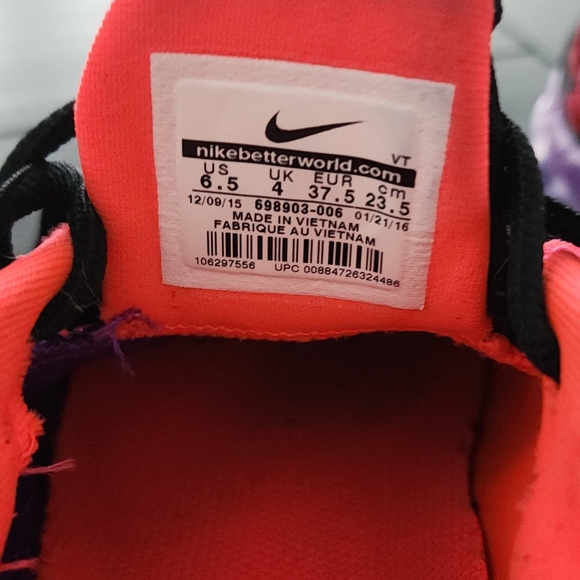 nikebetterworld.com VT
US UK EUR cm
6.5 4 37.5 23.5
12/09/15 698903-006 01/21/16
MADE IN VIETNAM
FABRIQUE AU VIETNAM
106297556 UPC 00884726324486